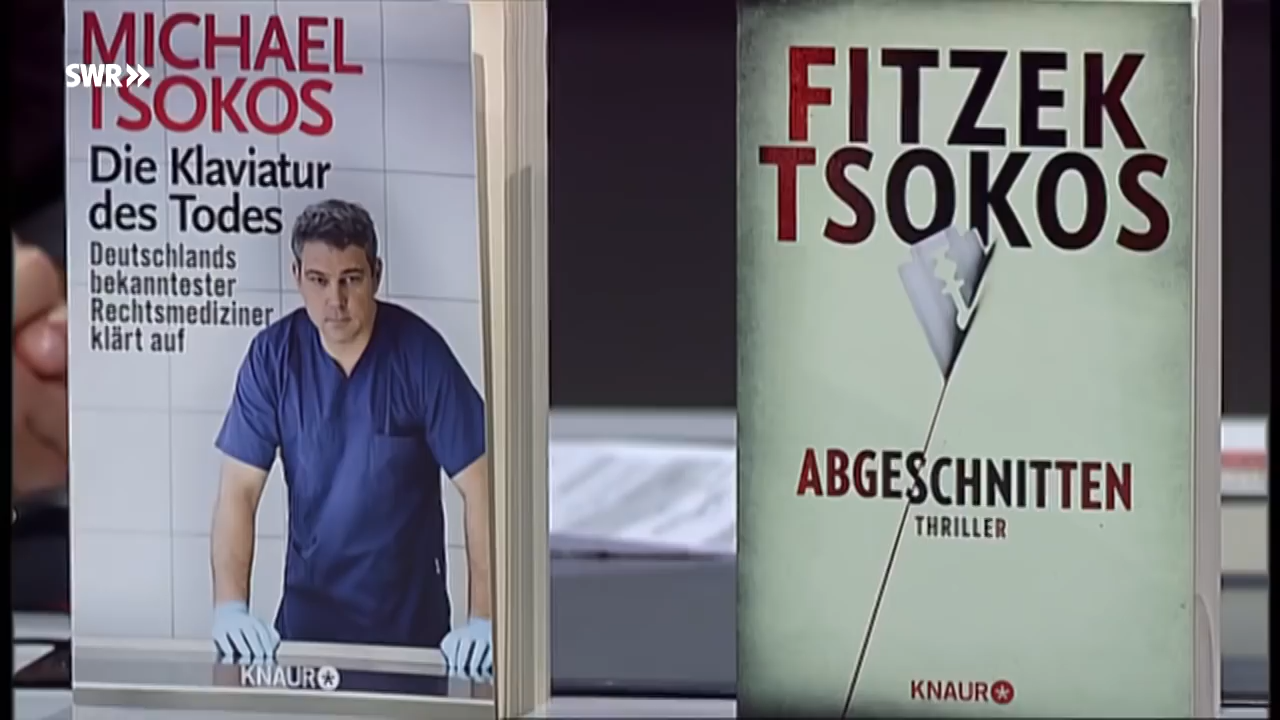 SWR»
MICHAEL
TSOKOS
Die Klaviatur
des Todes
Deutschlands
bekanntester
Rechtsmediziner
klärt auf
KNAUR
FITZEK
TSOKOS
ABGESCHNITTEN
THRILLER
KNAUR